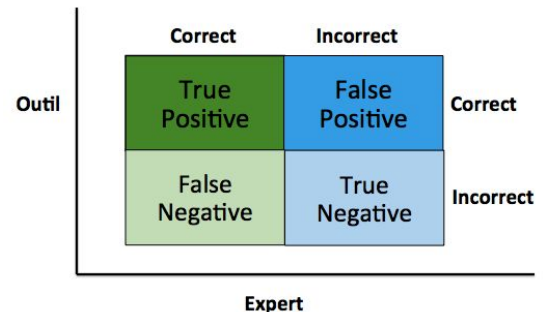 Correct
Incorrect
Outil
True
Positive
False
Positive
Correct
False
Negative
True
Negative
Incorrect
Expert